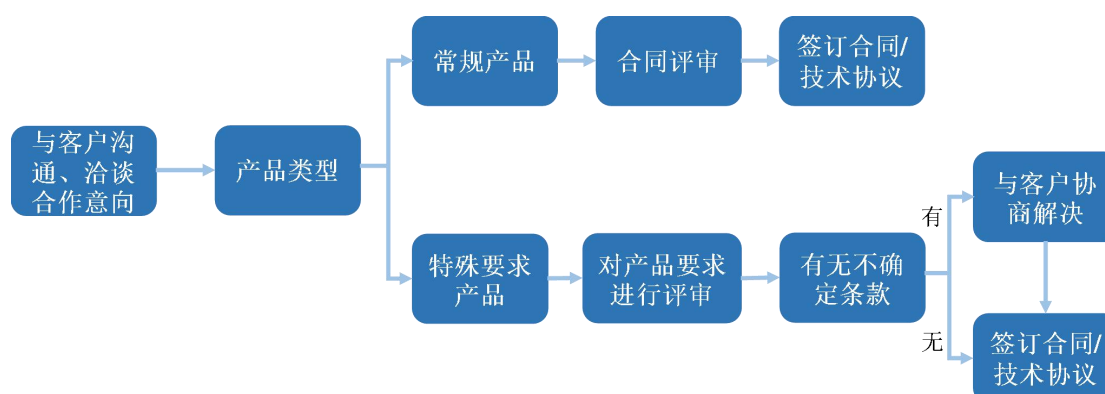 与客户沟
通、洽谈
合作意向
产品类型
常规产品
合同评审
签订合同/
技术协议
特殊要求
产品
对产品要求
进行评审
有无不确
定条款
有
与客户协
商解决
无
签订合同/
技术协议